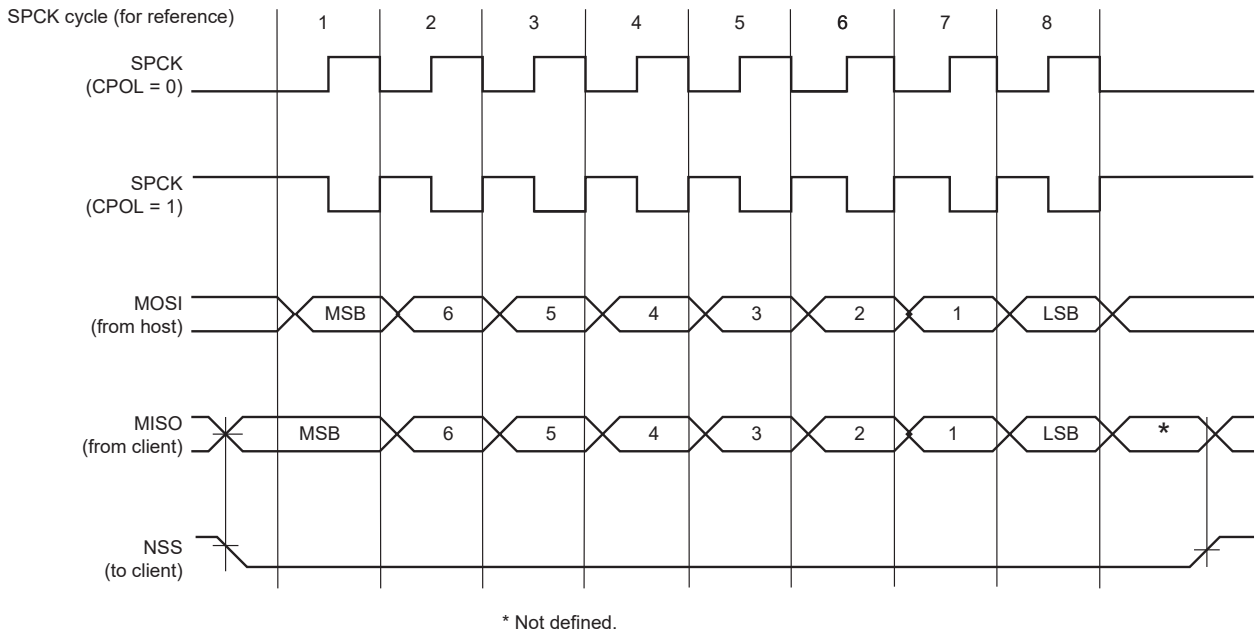 SPCK cycle (for reference)
1 2 3 4 5 6 7 8
SPCK
(CPOL = 0)
SPCK
(CPOL = 1)
MOSI
(from host)
MSB 6 5 4 3 2 1 LSB
MISO
(from client)
MSB 6 5 4 3 2 1 LSB *
NSS
(to client)
* Not defined.